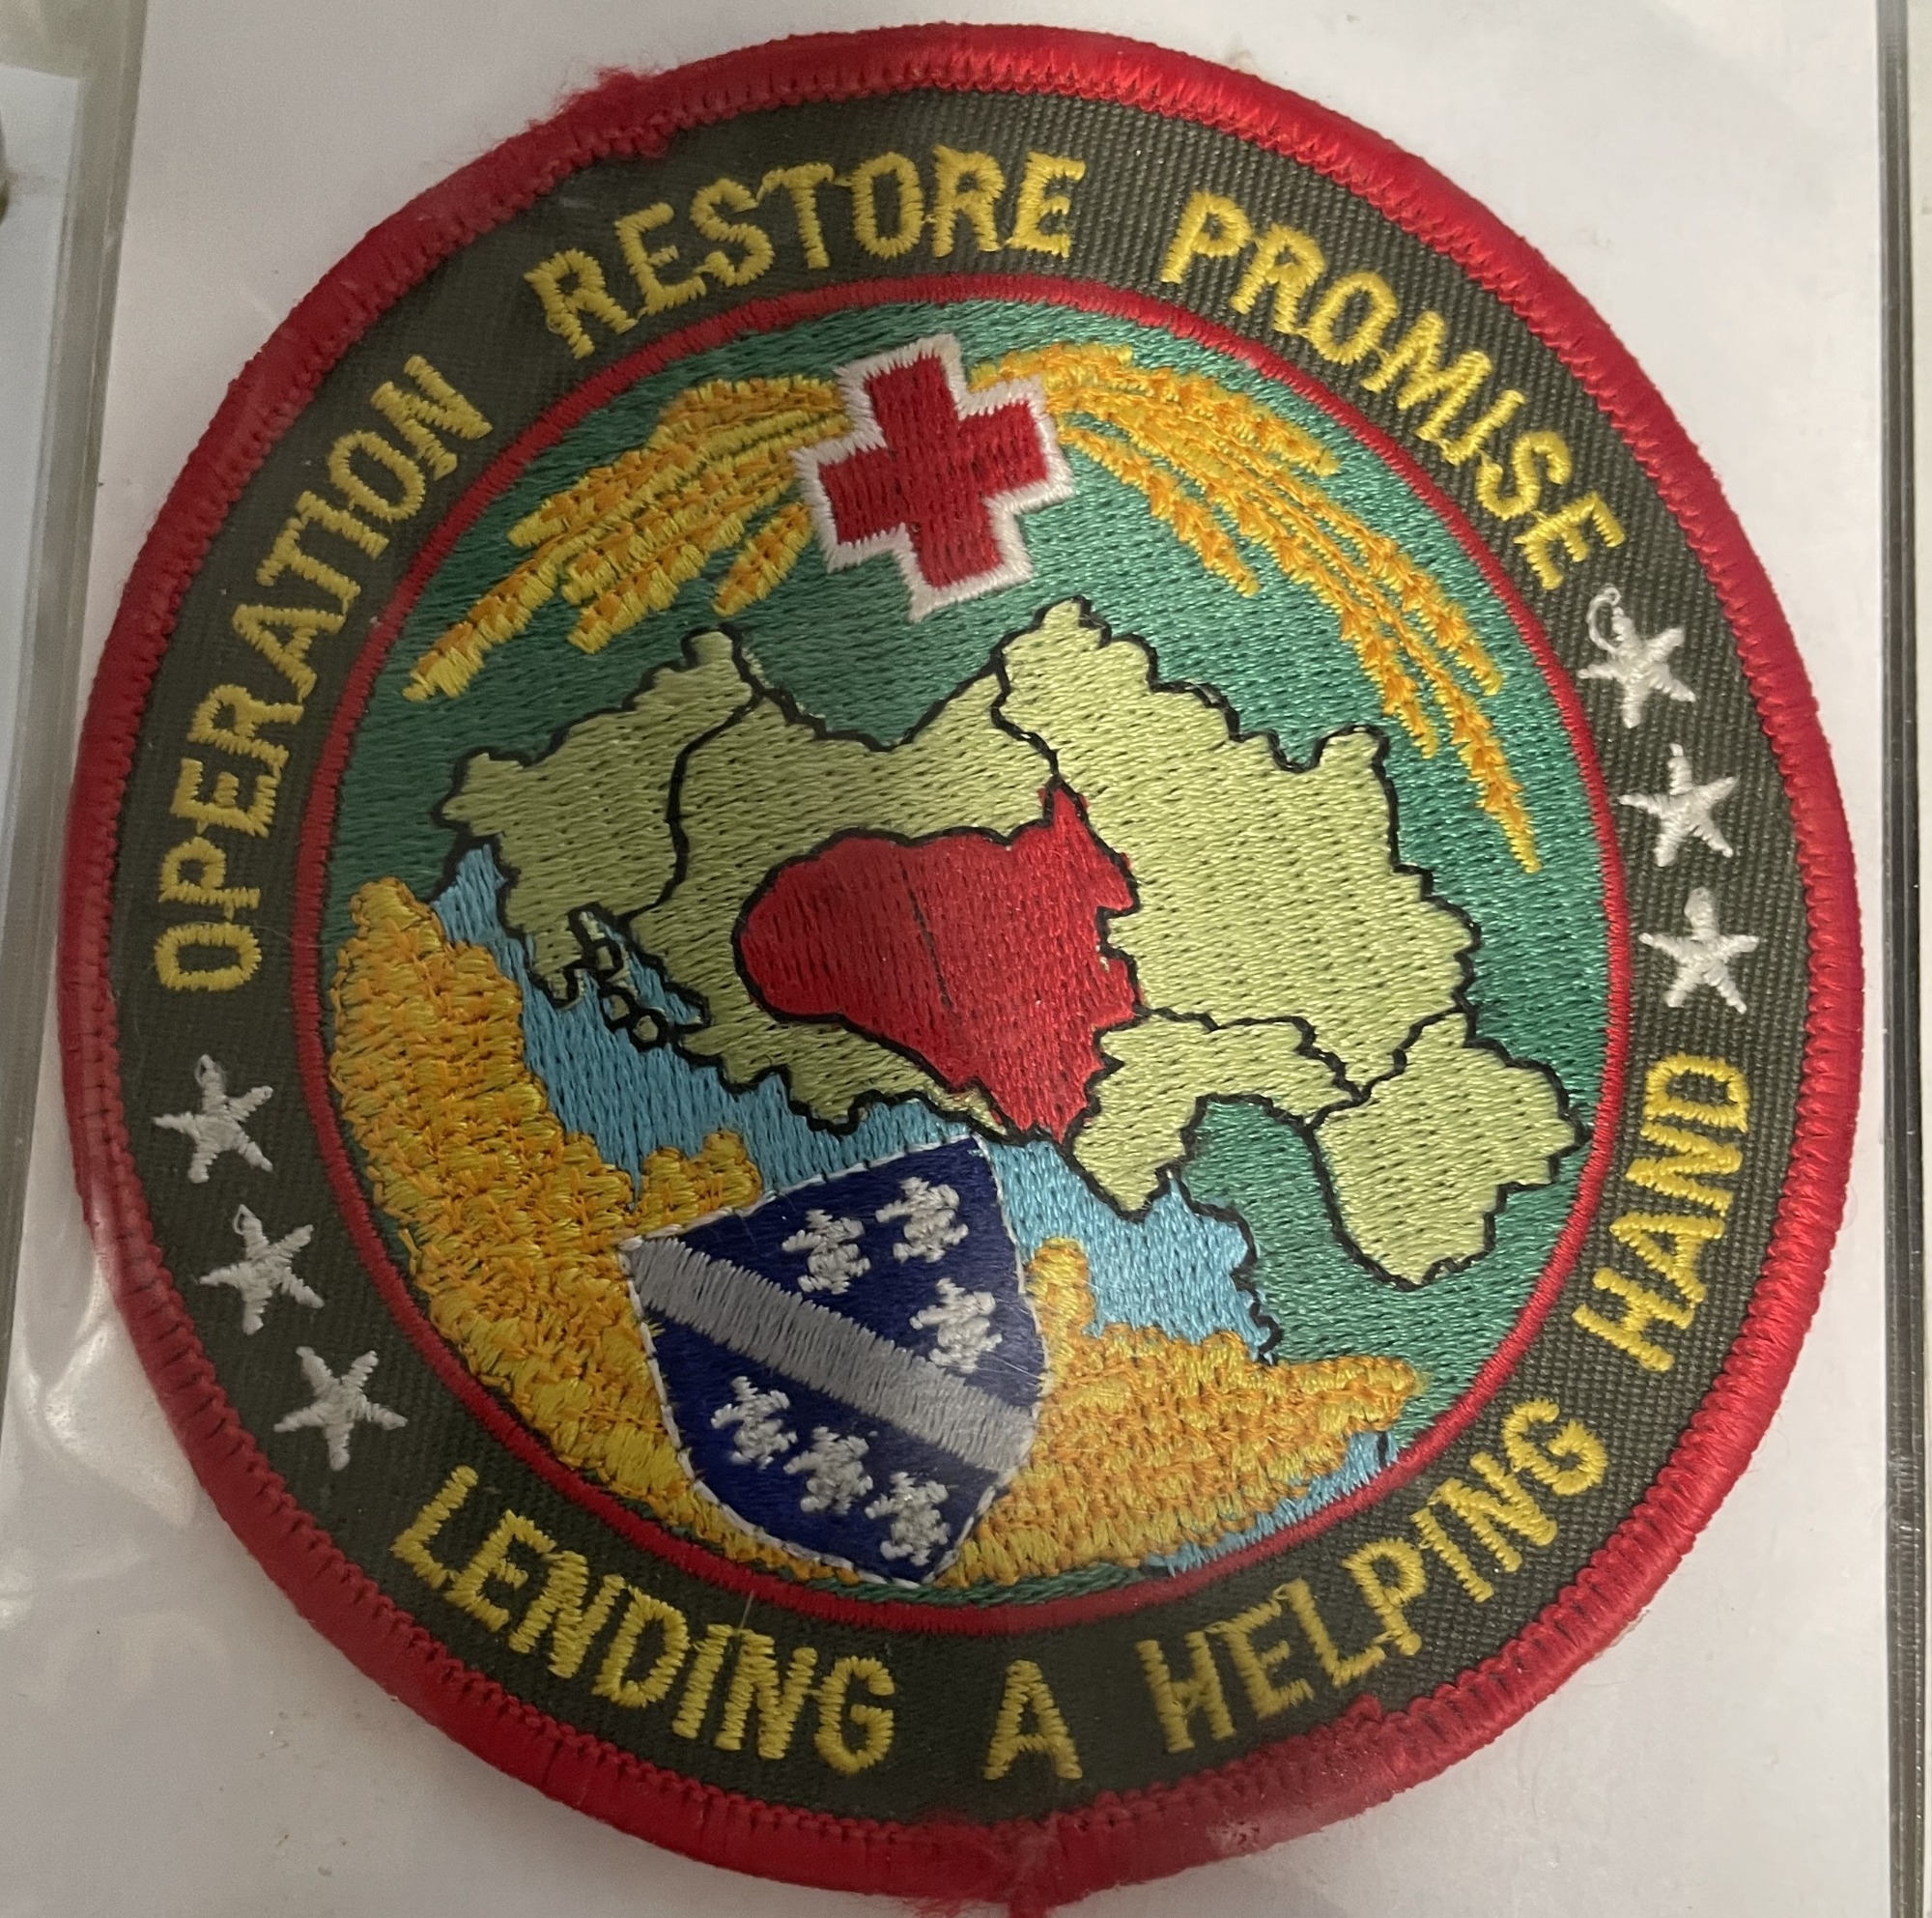 OPERATION RESTORE PROMISE
LENDING A HELPING HAND